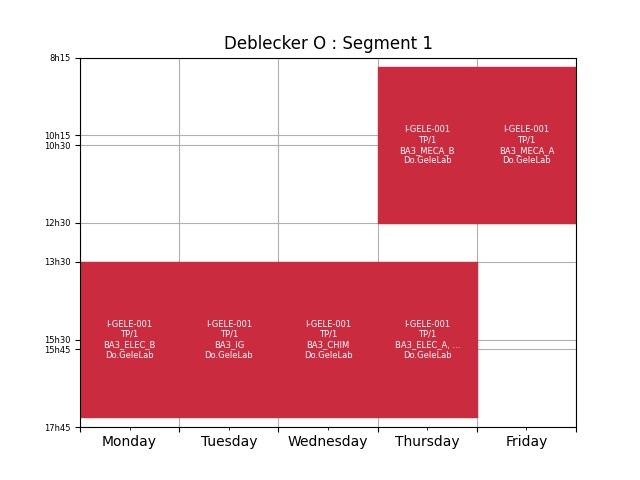 Deblecker O : Segment 1
8h15
10h15
10h30
12h30
13h30
15h30
15h45
17h45
I-GELE-001
TP/1
BA3_MECA_B
Do.GeleLab
I-GELE-001
TP/1
BA3_MECA_A
Do.GeleLab
I-GELE-001
TP/1
BA3_ELEC_B
Do.GeleLab
I-GELE-001
TP/1
BA3_IG
Do.GeleLab
I-GELE-001
TP/1
BA3_CHIM
Do.GeleLab
I-GELE-001
TP/1
BA3_ELEC_A, ...
Do.GeleLab
Monday
Tuesday
Wednesday
Thursday
Friday